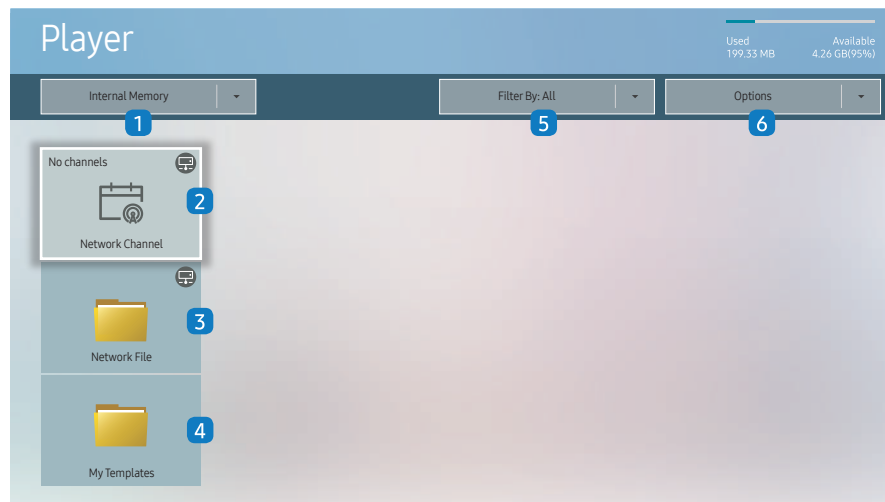 Player
Used Available
199.33 MB 4.26 GB(95%)
Internal Memory
Filter By: All
Options
1
5
6
No channels
2
Network Channel
3
Network File
4
My Templates